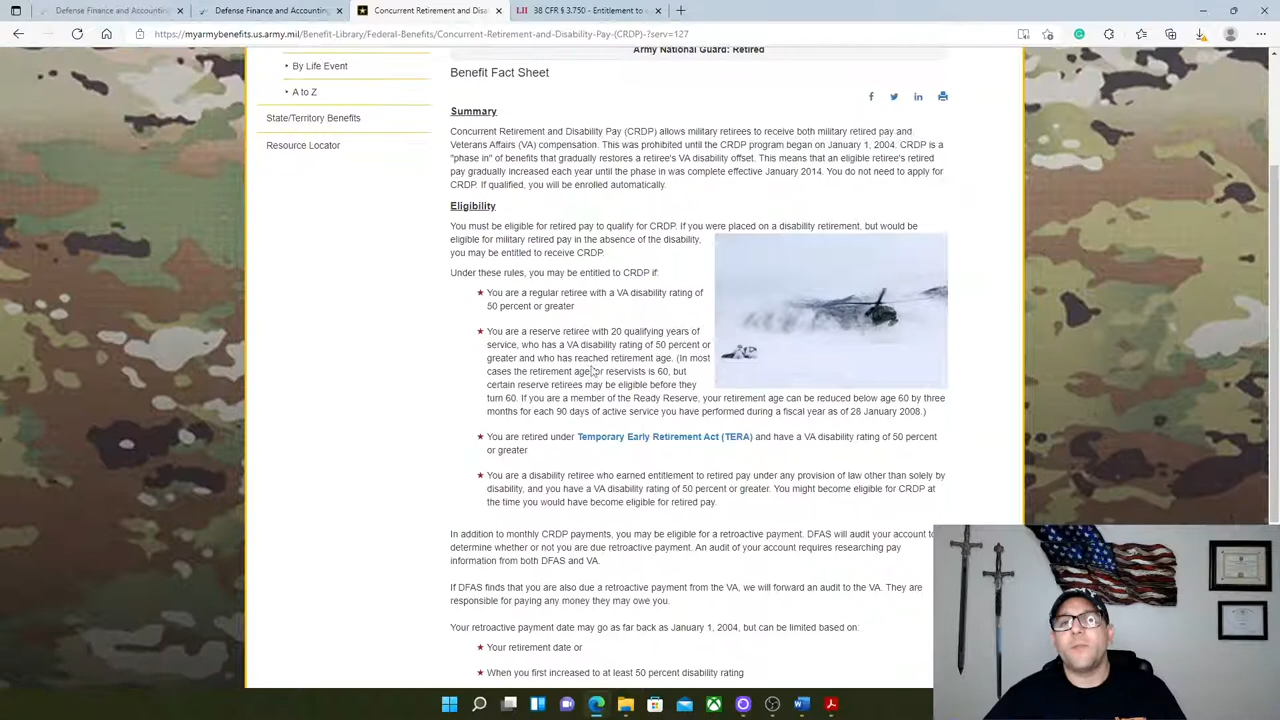 Defense Finance and Accounting
Defense Finance and Accounting
Concurrent Retirement and Disa
LII
38 CFR § 3.750 - Entitlement to c
https://myarmybenefits.us.army.mil/Benefit-Library/Federal-Benefits/Concurrent-Retirement-and-Disability-Pay-(CRDP)-?serv=127
Army National Guard: Retired
By Life Event
A to Z
State/Territory Benefits
Resource Locator
Benefit Fact Sheet
Summary
Concurrent Retirement and Disability Pay (CRDP) allows military retirees to receive both military retired pay and
Veterans Affairs (VA) compensation. This was prohibited until the CRDP program began on January 1, 2004. CRDP is a
"phase in" of benefits that gradually restores a retiree's VA disability offset. This means that an eligible retiree's retired
pay gradually increased each year until the phase in was complete effective January 2014. You do not need to apply for
CRDP. If qualified, you will be enrolled automatically.
Eligibility
You must be eligible for retired pay to qualify for CRDP. If you were placed on a disability retirement, but would be
eligible for military retired pay in the absence of the disability,
you may be entitled to receive CRDP.
Under these rules, you may be entitled to CRDP if:
You are a regular retiree with a VA disability rating of
50 percent or greater
You are a reserve retiree with 20 qualifying years of
service, who has a VA disability rating of 50 percent or
greater and who has reached retirement age. (In most
cases the retirement age for reservists is 60, but
certain reserve retirees may be eligible before they
turn 60. If you are a member of the Ready Reserve, your retirement age can be reduced below age 60 by three
months for each 90 days of active service you have performed during a fiscal year as of 28 January 2008.)
You are retired under Temporary Early Retirement Act (TERA) and have a VA disability rating of 50 percent
or greater
You are a disability retiree who earned entitlement to retired pay under any provision of law other than solely by
disability, and you have a VA disability rating of 50 percent or greater. You might become eligible for CRDP at
the time you would have become eligible for retired pay.
In addition to monthly CRDP payments, you may be eligible for a retroactive payment. DFAS will audit your account to
determine whether or not you are due retroactive payment. An audit of your account requires researching pay
information from both DFAS and VA.
If DFAS finds that you are also due a retroactive payment from the VA, we will forward an audit to the VA. They are
responsible for paying any money they may owe you.
Your retroactive payment date may go as far back as January 1, 2004, but can be limited based on:
Your retirement date or
When you first increased to at least 50 percent disability rating